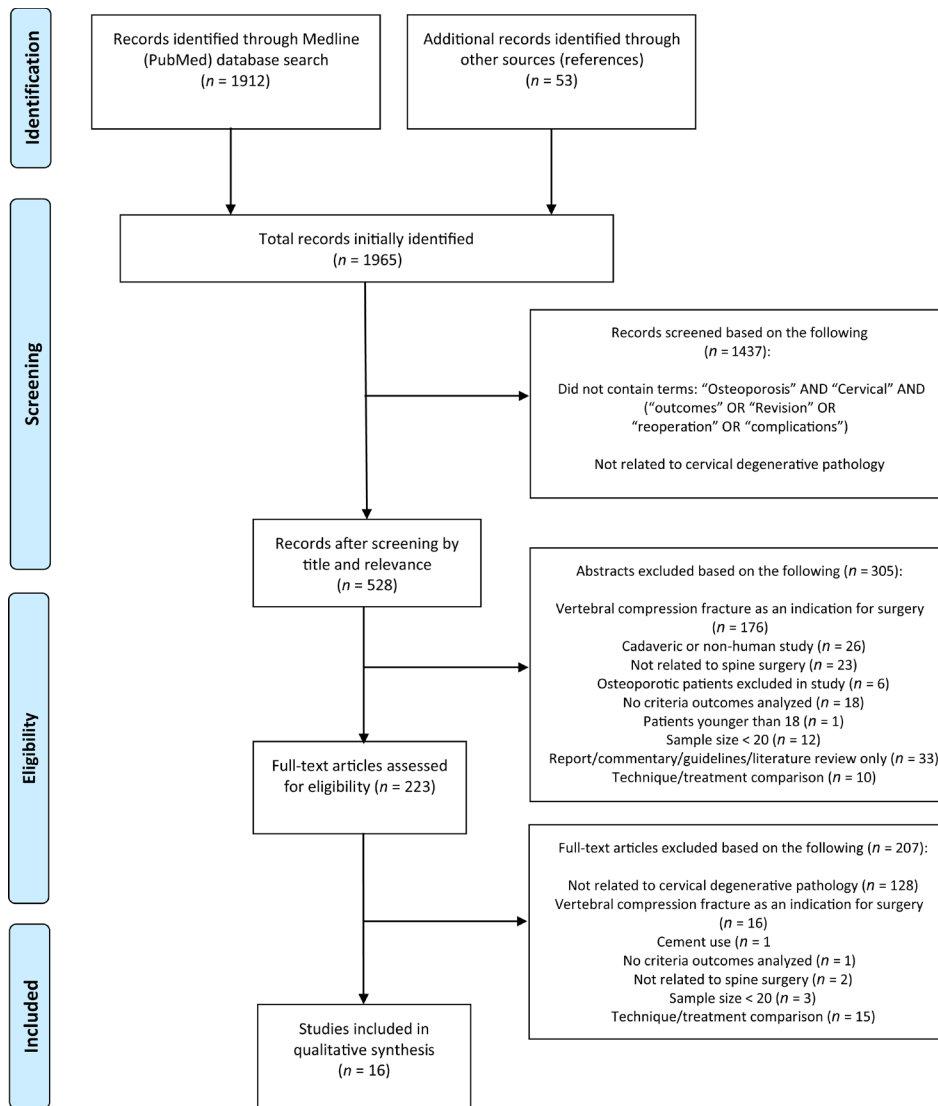 Identification
Records identified through Medline
(PubMed) database search
(n = 1912)
Additional records identified through
other sources (references)
(n = 53)
Screening
Total records initially identified
(n = 1965)
Records screened based on the following
(n = 1437):
Did not contain terms: “Osteoporosis” AND “Cervical” AND
(“outcomes” OR “Revision” OR
“reoperation” OR “complications”)
Not related to cervical degenerative pathology
Records after screening by
title and relevance
(n = 528)
Eligibility
Abstracts excluded based on the following (n = 305):
Vertebral compression fracture as an indication for surgery
(n = 176)
Cadaveric or non-human study (n = 26)
Not related to spine surgery (n = 23)
Osteoporotic patients excluded in study (n = 6)
No criteria outcomes analyzed (n = 18)
Patients younger than 18 (n = 1)
Sample size < 20 (n = 12)
Report/commentary/guidelines/literature review only (n = 33)
Technique/treatment comparison (n = 10)
Full-text articles assessed
for eligibility (n = 223)
Full-text articles excluded based on the following (n = 207):
Not related to cervical degenerative pathology (n = 128)
Vertebral compression fracture as an indication for surgery
(n = 16)
Cement use (n = 1
No criteria outcomes analyzed (n = 1)
Not related to spine surgery (n = 2)
Sample size < 20 (n = 3)
Technique/treatment comparison (n = 15)
Included
Studies included in
qualitative synthesis
(n = 16)